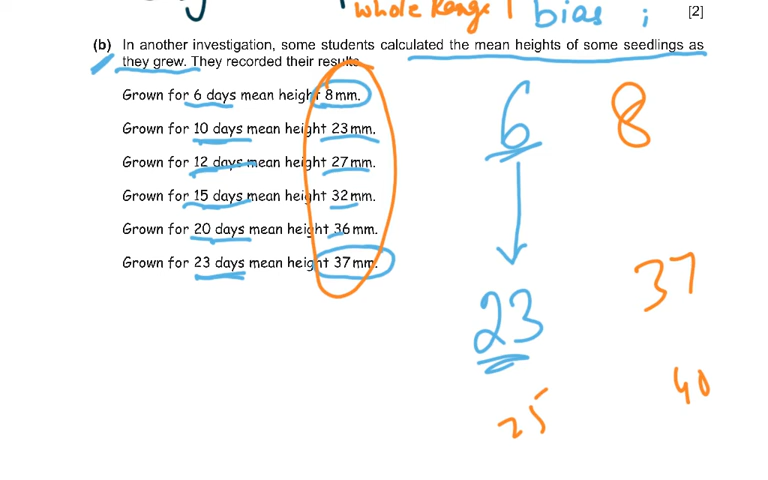 whole Range bias ; [2]
(b) In another investigation, some students calculated the mean heights of some seedlings as
they grew. They recorded their results.
Grown for 6 days mean height 8 mm.
Grown for 10 days mean height 23 mm.
Grown for 12 days mean height 27 mm.
Grown for 15 days mean height 32 mm.
Grown for 20 days mean height 36 mm.
Grown for 23 days mean height 37 mm.
6 8
23 37
25 40